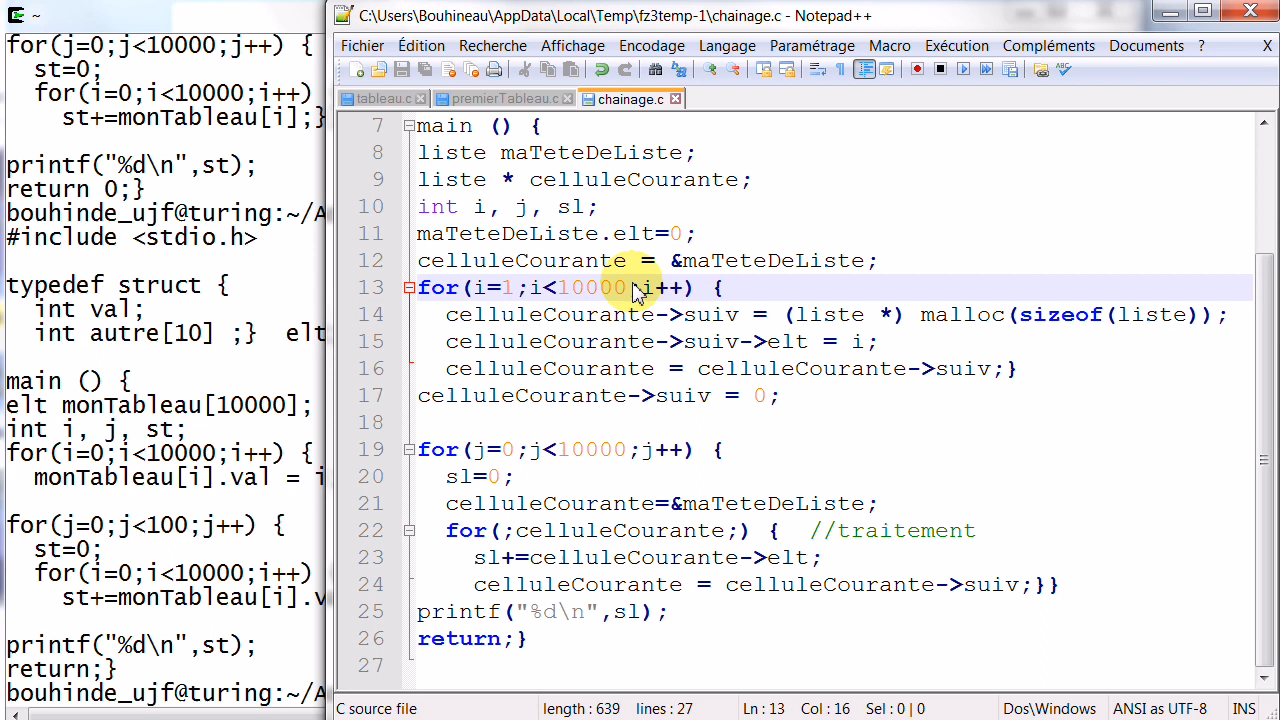 ~
for(j=0;j<10000;j++) {
st=0;
for(i=0;i<10000;i++)
st+=monTableau[i];}
printf("%d\n",st);
return 0;}
bouhinde_ujf@turing:~/A
#include <stdio.h>
typedef struct {
int val;
int autre[10] ;} elt
main () {
elt monTableau[10000];
int i, j, st;
for(i=0;i<10000;i++) {
monTableau[i].val = i
for(j=0;j<100;j++) {
st=0;
for(i=0;i<10000;i++)
st+=monTableau[i].v
printf("%d\n",st);
return;}
bouhinde_ujf@turing:~/A
C:\Users\Bouhineau\AppData\Local\Temp\fz3temp-1\chainage.c - Notepad++
Fichier Édition Recherche Affichage Encodage Langage Paramétrage Macro Exécution Compléments Documents ? X
tableau.c premierTableau.c chainage.c
7 main () {
8 liste maTeteDeListe;
9 liste * celluleCourante;
10 int i, j, sl;
11 maTeteDeListe.elt=0;
12 celluleCourante = &maTeteDeListe;
13 for(i=1;i<10000;i++) {
14 celluleCourante->suiv = (liste *) malloc(sizeof(liste));
15 celluleCourante->suiv->elt = i;
16 celluleCourante = celluleCourante->suiv;}
17 celluleCourante->suiv = 0;
18
19 for(j=0;j<10000;j++) {
20 sl=0;
21 celluleCourante=&maTeteDeListe;
22 for(;celluleCourante;) { //traitement
23 sl+=celluleCourante->elt;
24 celluleCourante = celluleCourante->suiv;}}
25 printf("%d\n",sl);
26 return;}
27
C source file length : 639 lines : 27 Ln : 13 Col : 16 Sel : 0 | 0 Dos\Windows ANSI as UTF-8 INS